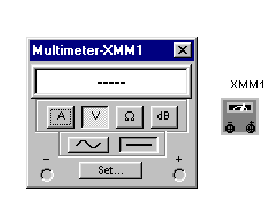 Multimeter-XMM1
XMM1
-----
A V Ω dB
Set...
− +